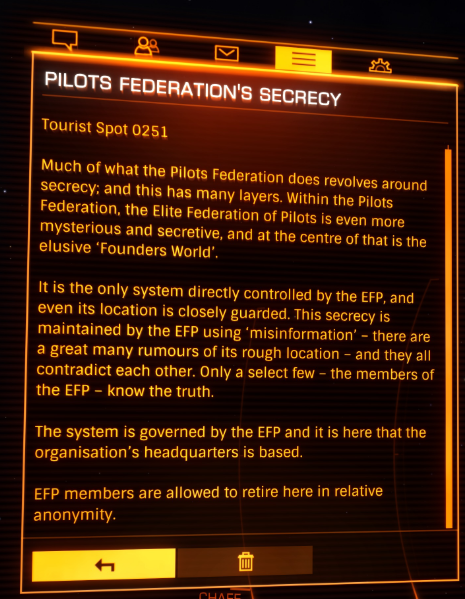 PILOTS FEDERATION'S SECRECY
Tourist Spot 0251
Much of what the Pilots Federation does revolves around
secrecy; and this has many layers. Within the Pilots
Federation, the Elite Federation of Pilots is even more
mysterious and secretive, and at the centre of that is the
elusive ‘Founders World’.
It is the only system directly controlled by the EFP, and
even its location is closely guarded. This secrecy is
maintained by the EFP using ‘misinformation’ – there are
a great many rumours of its rough location – and they all
contradict each other. Only a select few – the members of
the EFP – know the truth.
The system is governed by the EFP and it is here that the
organisation's headquarters is based.
EFP members are allowed to retire here in relative
anonymity.
CHAFF